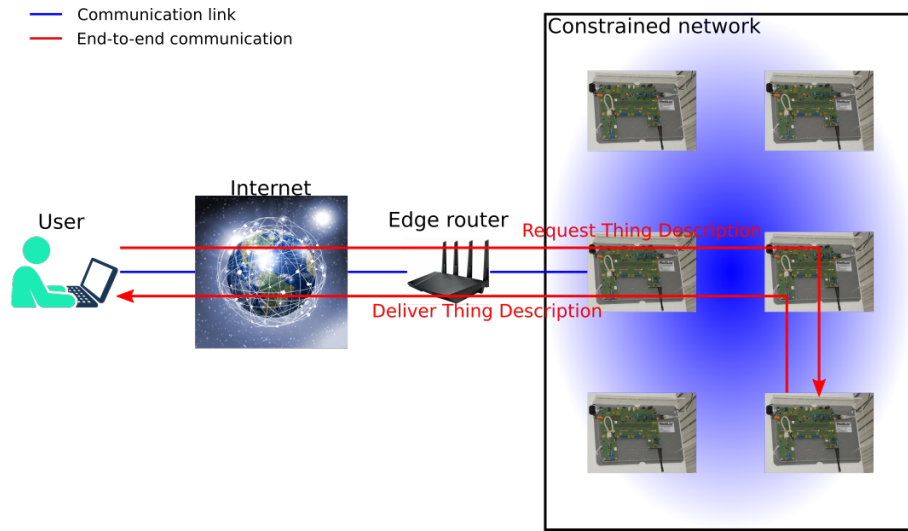 Communication link
End-to-end communication
Constrained network
Internet
User
Edge router
Request Thing Description
Deliver Thing Description